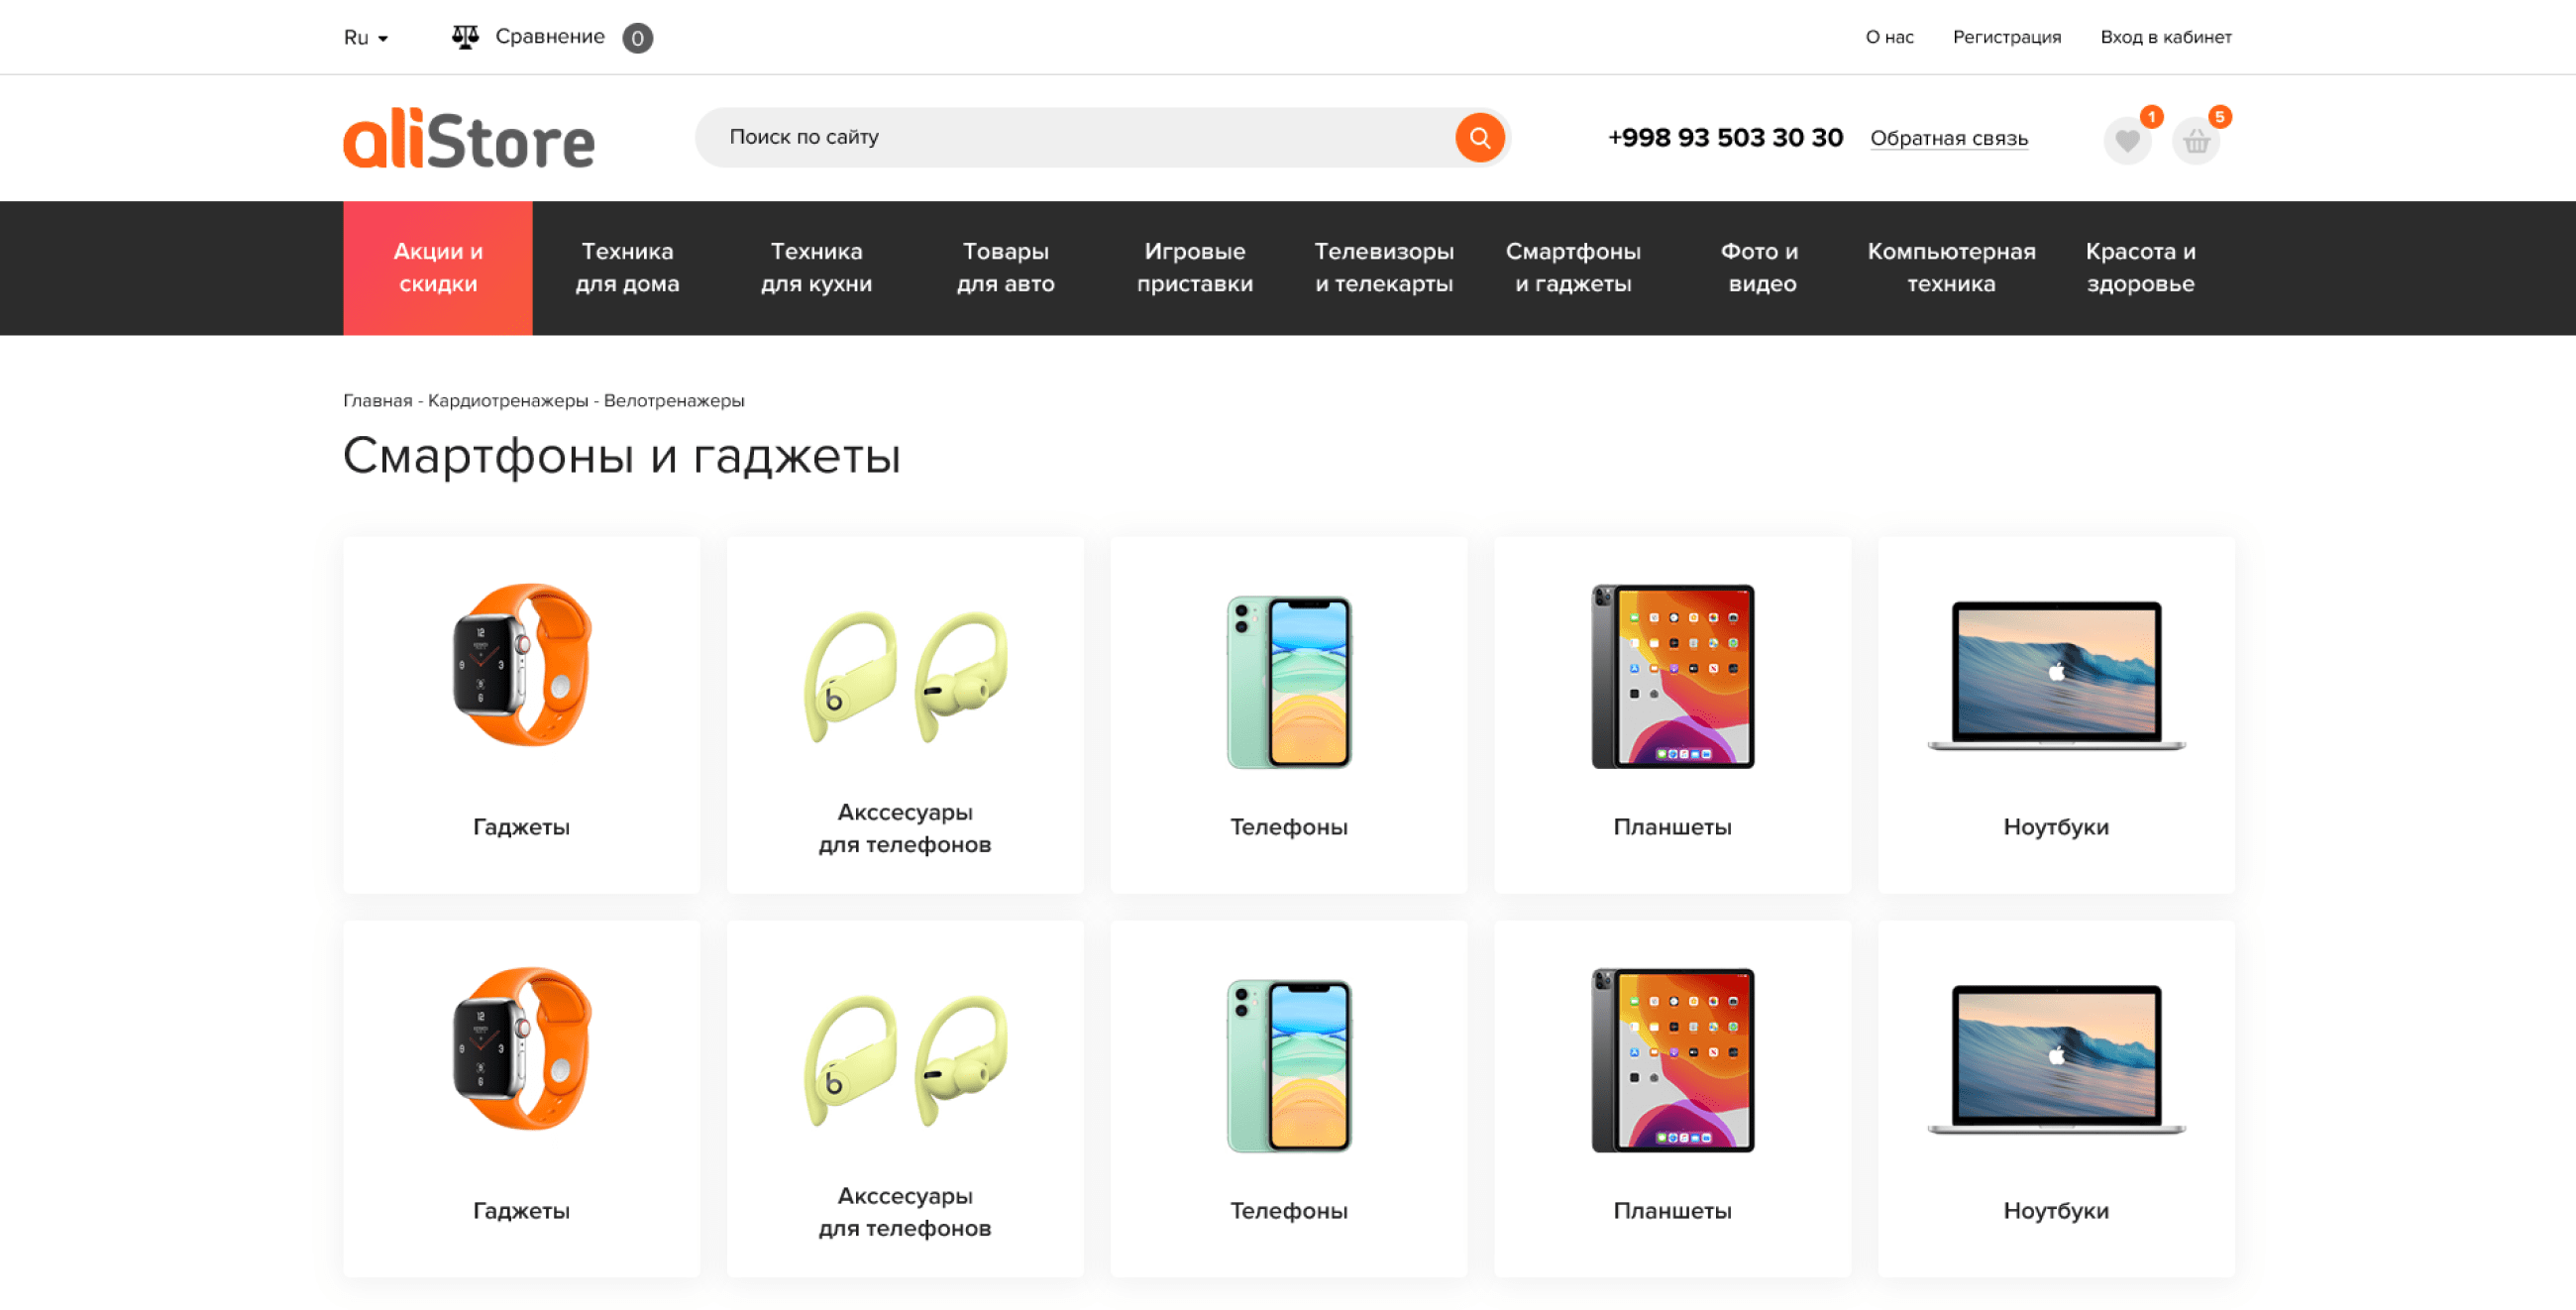 Ru
Сравнение 0
О нас
Регистрация
Вход в кабинет
aliStore
Поиск по сайту
+998 93 503 30 30
Обратная связь
1
5
Акции и
скидки
Техника
для дома
Техника
для кухни
Товары
для авто
Игровые
приставки
Телевизоры
и телекарты
Смартфоны
и гаджеты
Фото и
видео
Компьютерная
техника
Красота и
здоровье
Главная - Кардиотренажеры - Велотренажеры
Смартфоны и гаджеты
Гаджеты
Акссесуары
для телефонов
Телефоны
Планшеты
Ноутбуки
Гаджеты
Акссесуары
для телефонов
Телефоны
Планшеты
Ноутбуки